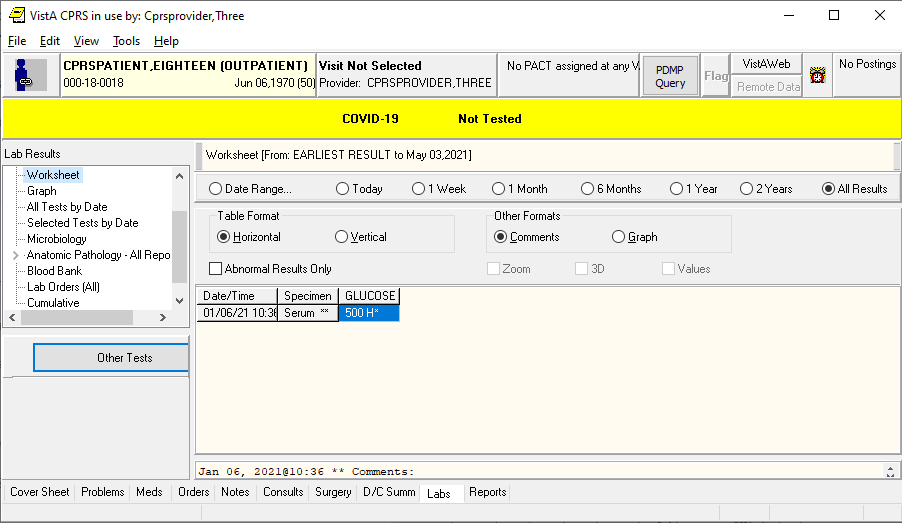 VistA CPRS in use by: Cprsprovider,Three
File Edit View Tools Help
CPRSPATIENT,EIGHTEEN (OUTPATIENT)
000-18-0018 Jun 06,1970 (50)
Visit Not Selected
Provider: CPRSPROVIDER,THREE
No PACT assigned at any
PDMP
Query
Flag
VistAWeb
Remote Data
No Postings
COVID-19 Not Tested
Lab Results
Worksheet
Graph
All Tests by Date
Selected Tests by Date
Microbiology
Anatomic Pathology - All Repo
Blood Bank
Lab Orders (All)
Cumulative
Other Tests
Worksheet [From: EARLIEST RESULT to May 03,2021]
Date Range... Today 1 Week 1 Month 6 Months 1 Year 2 Years All Results
Table Format
Horizontal Vertical
Other Formats
Comments Graph
Abnormal Results Only
Zoom 3D Values
Date/Time Specimen GLUCOSE
01/06/21 10:36 Serum ** 500 H*
Jan 06, 2021@10:36 ** Comments:
Cover Sheet Problems Meds Orders Notes Consults Surgery D/C Summ Labs Reports